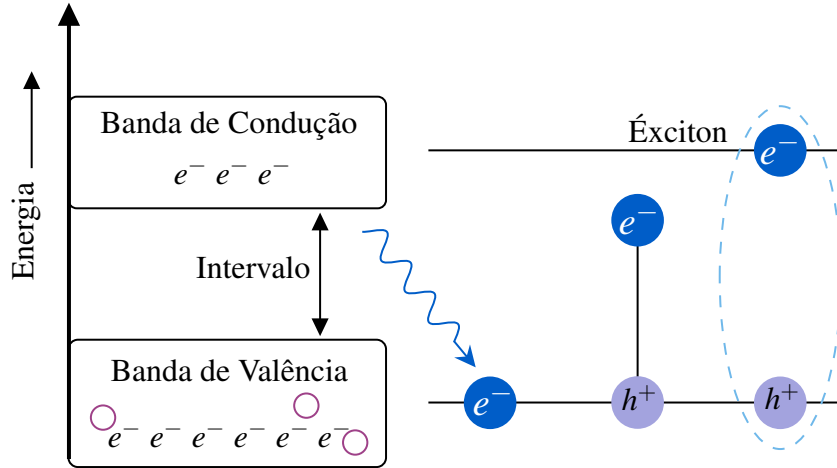 Energia
Banda de Condução
e⁻ e⁻ e⁻
Intervalo
Banda de Valência
e⁻ e⁻ e⁻ e⁻ e⁻ e⁻
Éxciton
e⁻
e⁻
e⁻
h⁺
h⁺